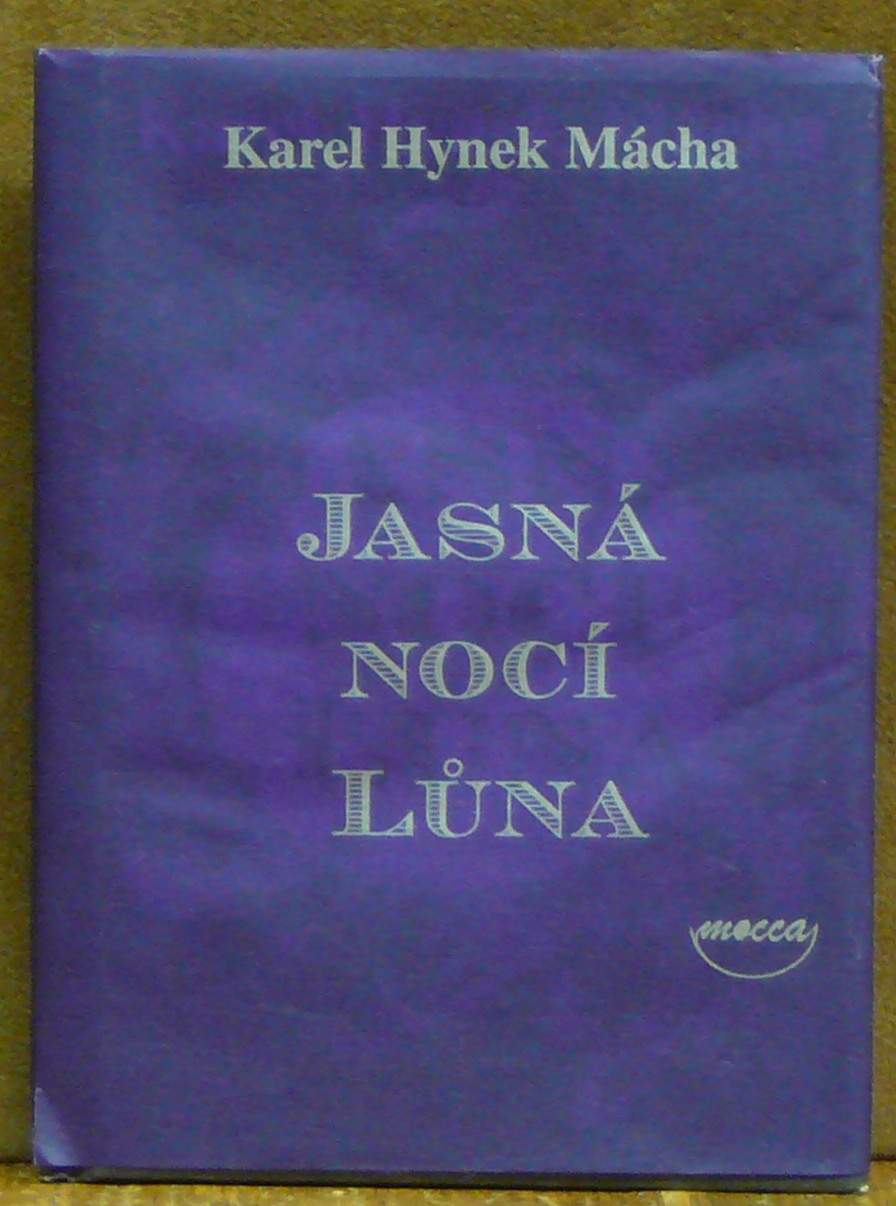 Karel Hynek Mácha
JASNÁ
NOCÍ
LŮNA
mocca